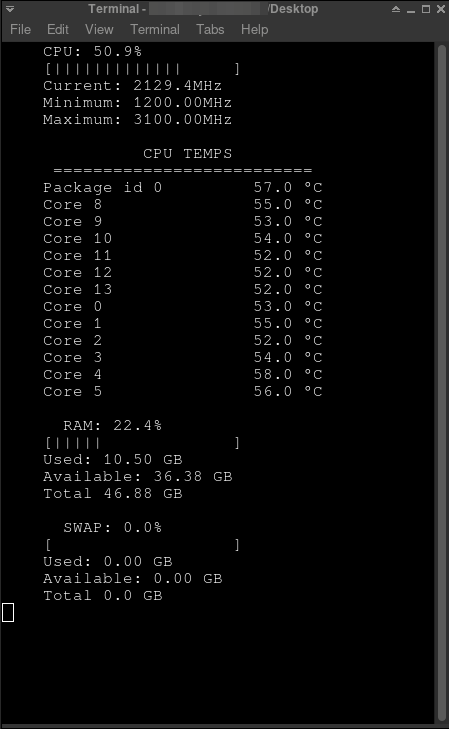 Terminal - /Desktop
File Edit View Terminal Tabs Help
CPU: 50.9%
[||||||||||||| ]
Current: 2129.4MHz
Minimum: 1200.00MHz
Maximum: 3100.00MHz
CPU TEMPS
==========================
Package id 0 57.0 °C
Core 8 55.0 °C
Core 9 53.0 °C
Core 10 54.0 °C
Core 11 52.0 °C
Core 12 52.0 °C
Core 13 52.0 °C
Core 0 53.0 °C
Core 1 55.0 °C
Core 2 52.0 °C
Core 3 54.0 °C
Core 4 58.0 °C
Core 5 56.0 °C
RAM: 22.4%
[||||| ]
Used: 10.50 GB
Available: 36.38 GB
Total 46.88 GB
SWAP: 0.0%
[ ]
Used: 0.00 GB
Available: 0.00 GB
Total 0.0 GB